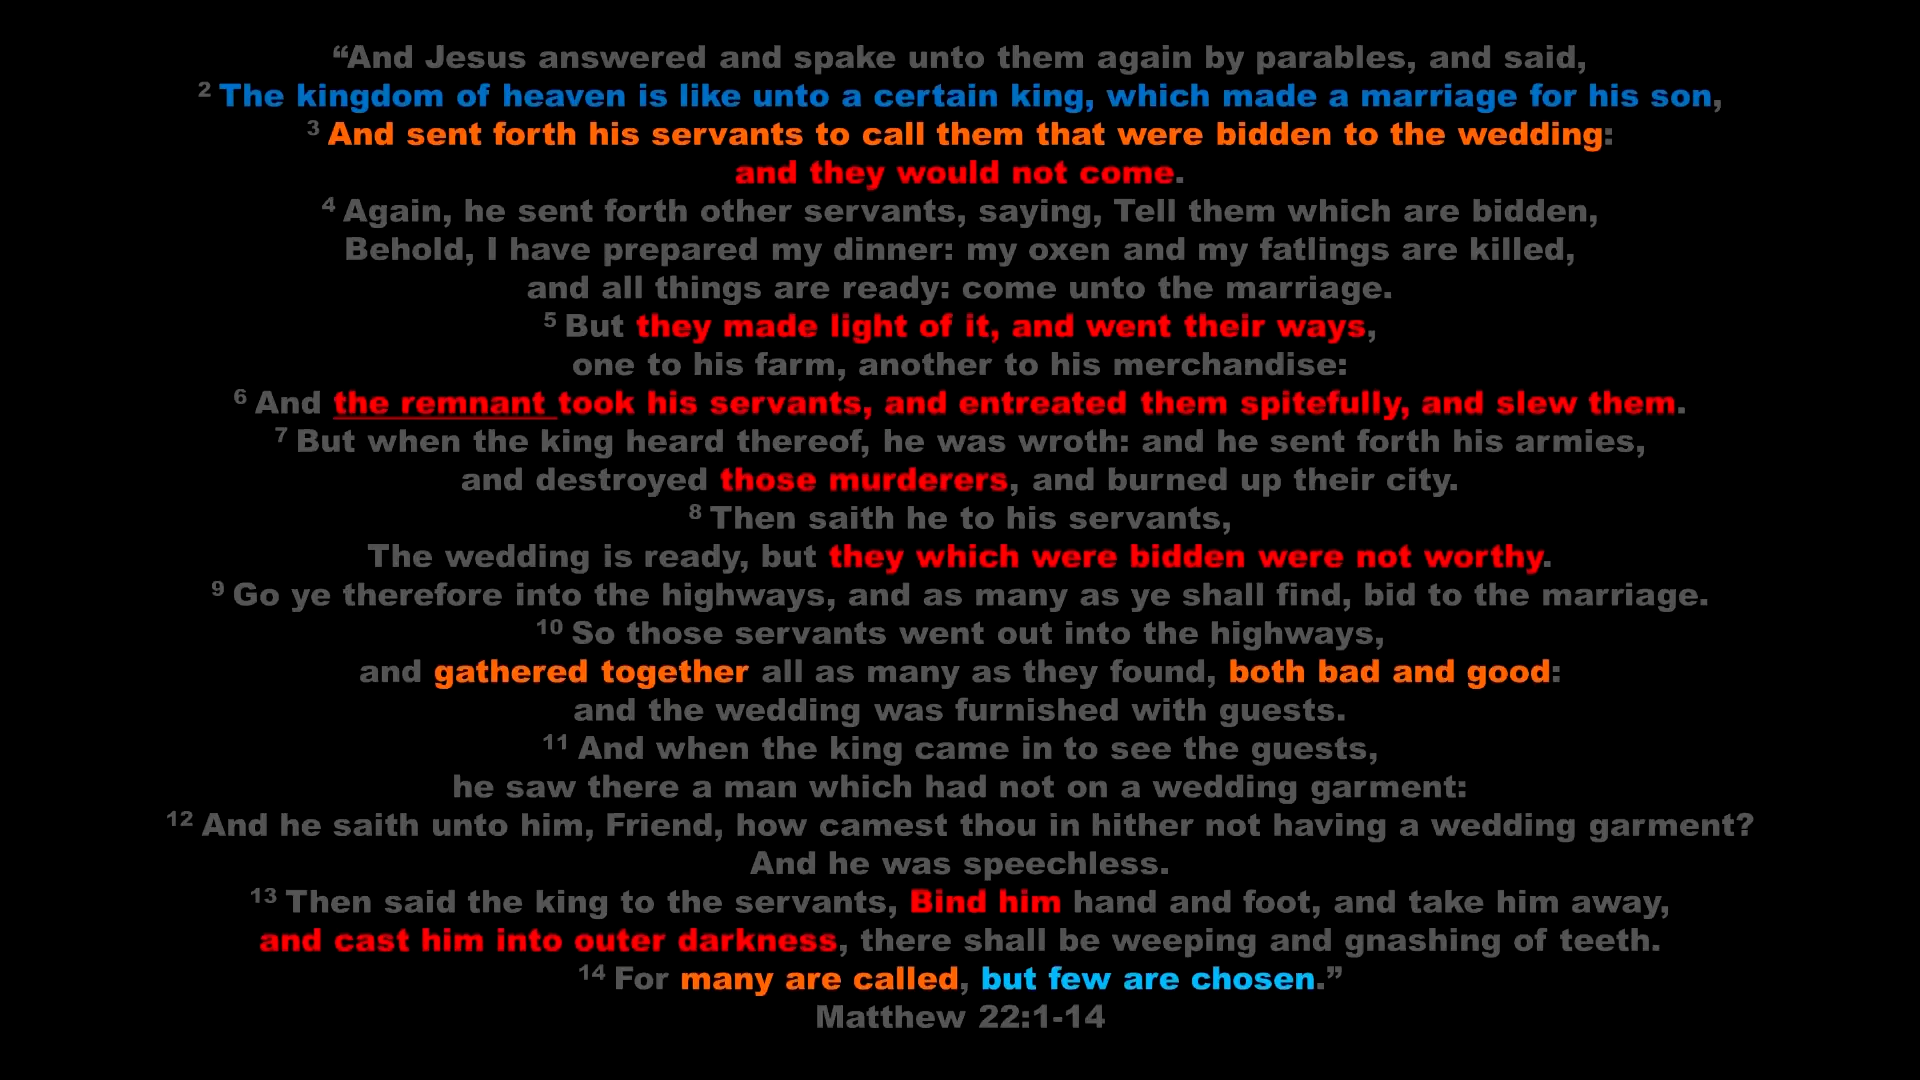 “And Jesus answered and spake unto them again by parables, and said,
2 The kingdom of heaven is like unto a certain king, which made a marriage for his son,
3 And sent forth his servants to call them that were bidden to the wedding:
and they would not come.
4 Again, he sent forth other servants, saying, Tell them which are bidden,
Behold, I have prepared my dinner: my oxen and my fatlings are killed,
and all things are ready: come unto the marriage.
5 But they made light of it, and went their ways,
one to his farm, another to his merchandise:
6 And the remnant took his servants, and entreated them spitefully, and slew them.
7 But when the king heard thereof, he was wroth: and he sent forth his armies,
and destroyed those murderers, and burned up their city.
8 Then saith he to his servants,
The wedding is ready, but they which were bidden were not worthy.
9 Go ye therefore into the highways, and as many as ye shall find, bid to the marriage.
10 So those servants went out into the highways,
and gathered together all as many as they found, both bad and good:
and the wedding was furnished with guests.
11 And when the king came in to see the guests,
he saw there a man which had not on a wedding garment:
12 And he saith unto him, Friend, how camest thou in hither not having a wedding garment?
And he was speechless.
13 Then said the king to the servants, Bind him hand and foot, and take him away,
and cast him into outer darkness, there shall be weeping and gnashing of teeth.
14 For many are called, but few are chosen.”
Matthew 22:1-14